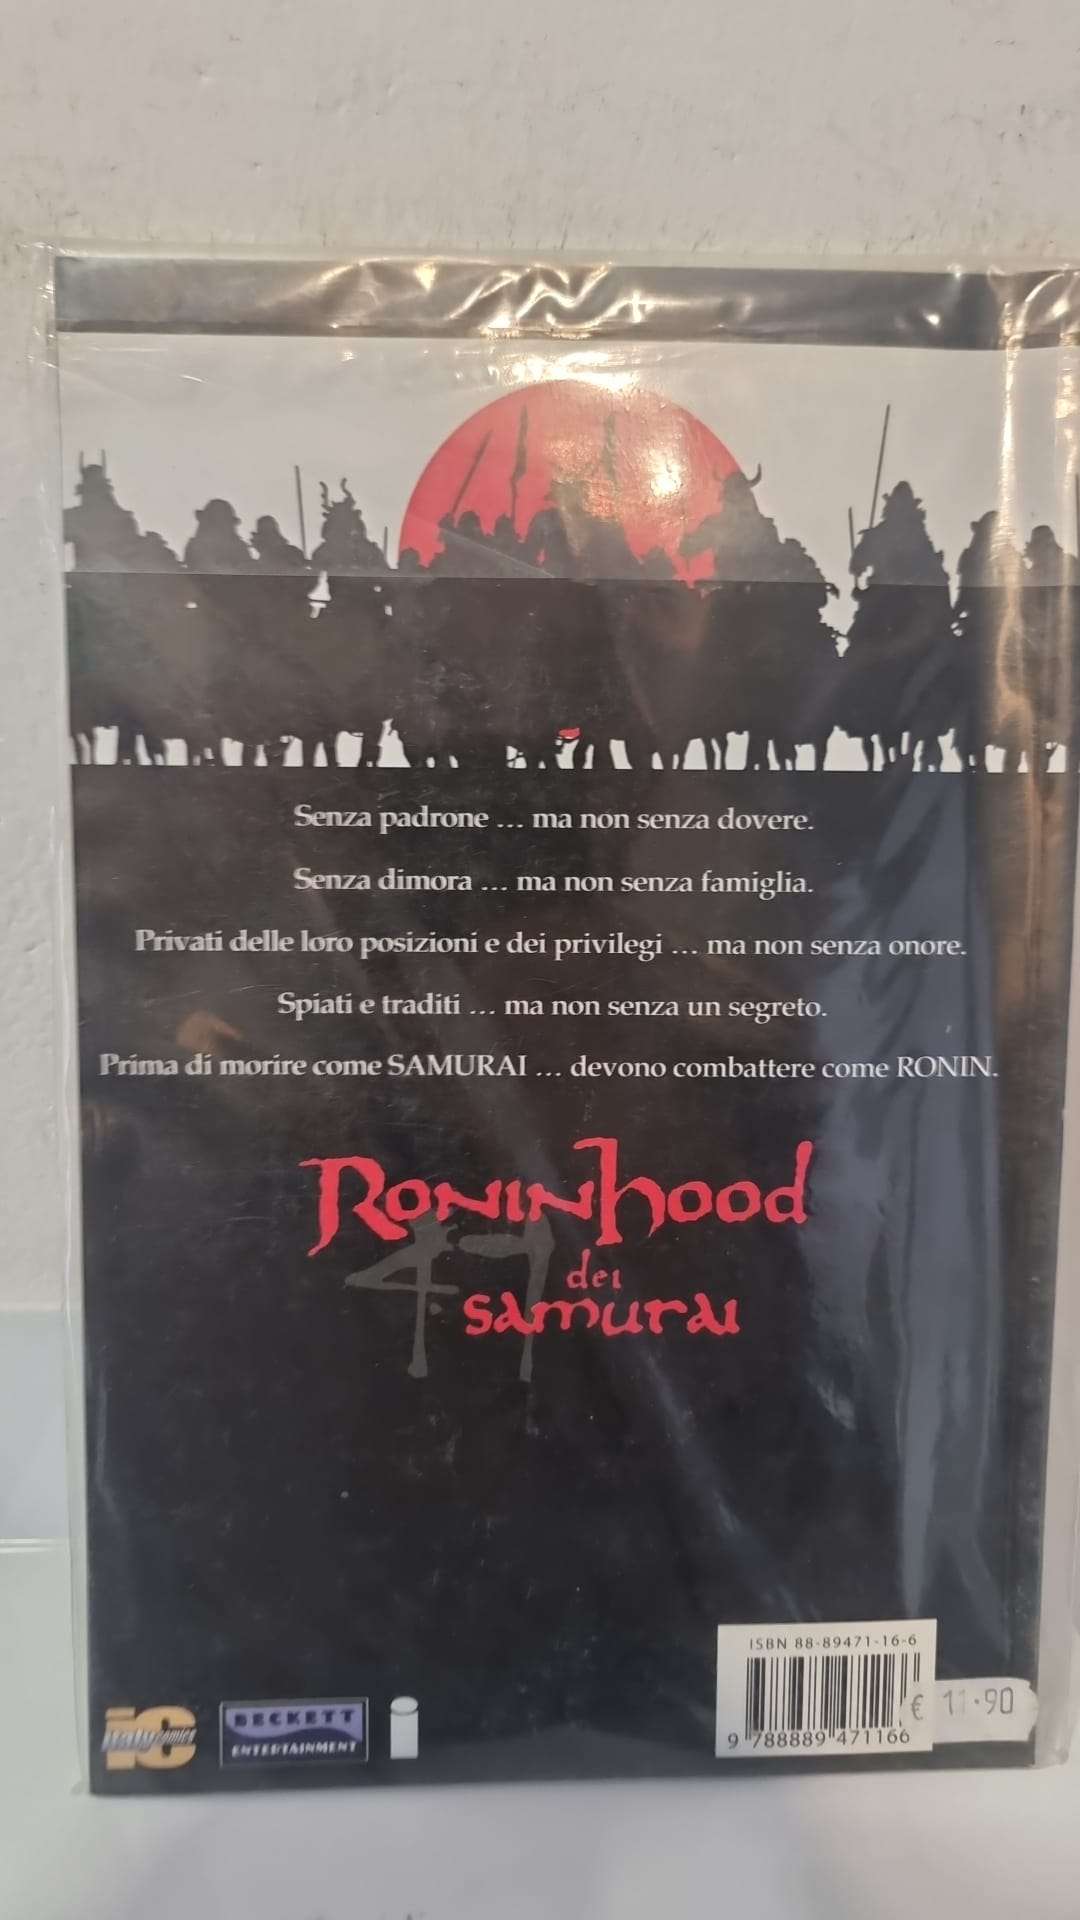 Senza padrone ... ma non senza dovere.
Senza dimora ... ma non senza famiglia.
Privati delle loro posizioni e dei privilegi ... ma non senza onore.
Spiati e traditi ... ma non senza un segreto.
Prima di morire come SAMURAI ... devono combattere come RONIN.
Roninhood
47
dei
samurai
ISBN 88-89471-16-6
€ 11.90
9 788889 471166
ic
italycomics
BECKETT
ENTERTAINMENT
i